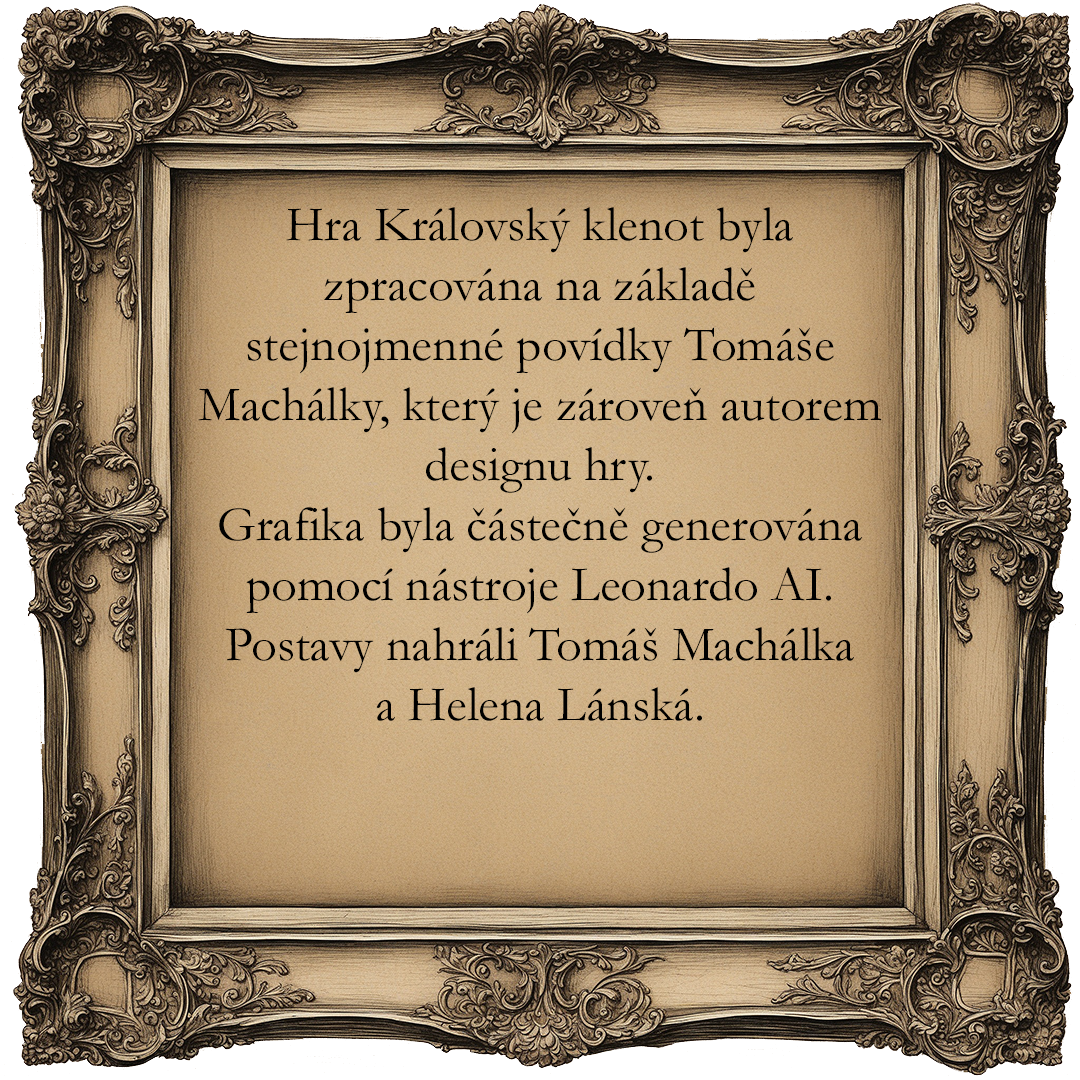 Hra Královský klenot byla
zpracována na základě
stejnojmenné povídky Tomáše
Machálky, který je zároveň autorem
designu hry.
Grafika byla částečně generována
pomocí nástroje Leonardo AI.
Postavy nahráli Tomáš Machálka
a Helena Lánská.